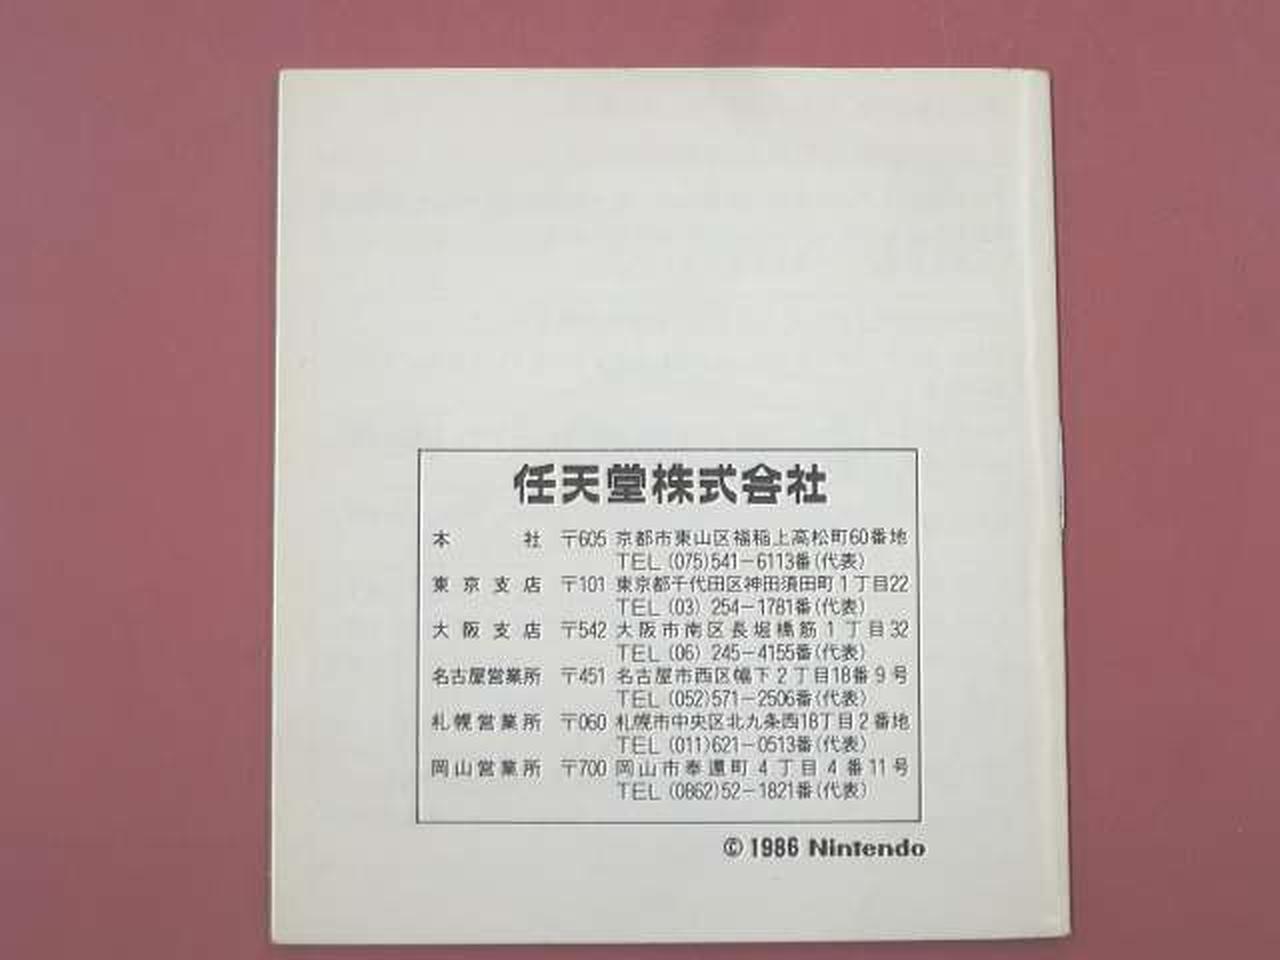 任天堂株式会社
本社 〒605 京都市東山区福稲上高松町60番地
TEL (075)541-6113番(代表)
東京支店 〒101 東京都千代田区神田須田町1丁目22
TEL (03) 254-1781番(代表)
大阪支店 〒542 大阪市南区長堀橋筋1丁目32
TEL (06) 245-4155番(代表)
名古屋営業所 〒451 名古屋市西区幅下2丁目18番9号
TEL (052)571-2506番(代表)
札幌営業所 〒060 札幌市中央区北九条西18丁目2番地
TEL (011)621-0513番(代表)
岡山営業所 〒700 岡山市奉還町4丁目4番11号
TEL (0862)52-1821番(代表)
© 1986 Nintendo